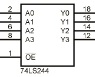 2 A0 Y0 18
4 A1 Y1 16
6 A2 Y2 14
8 A3 Y3 12
1 OE
74LS244